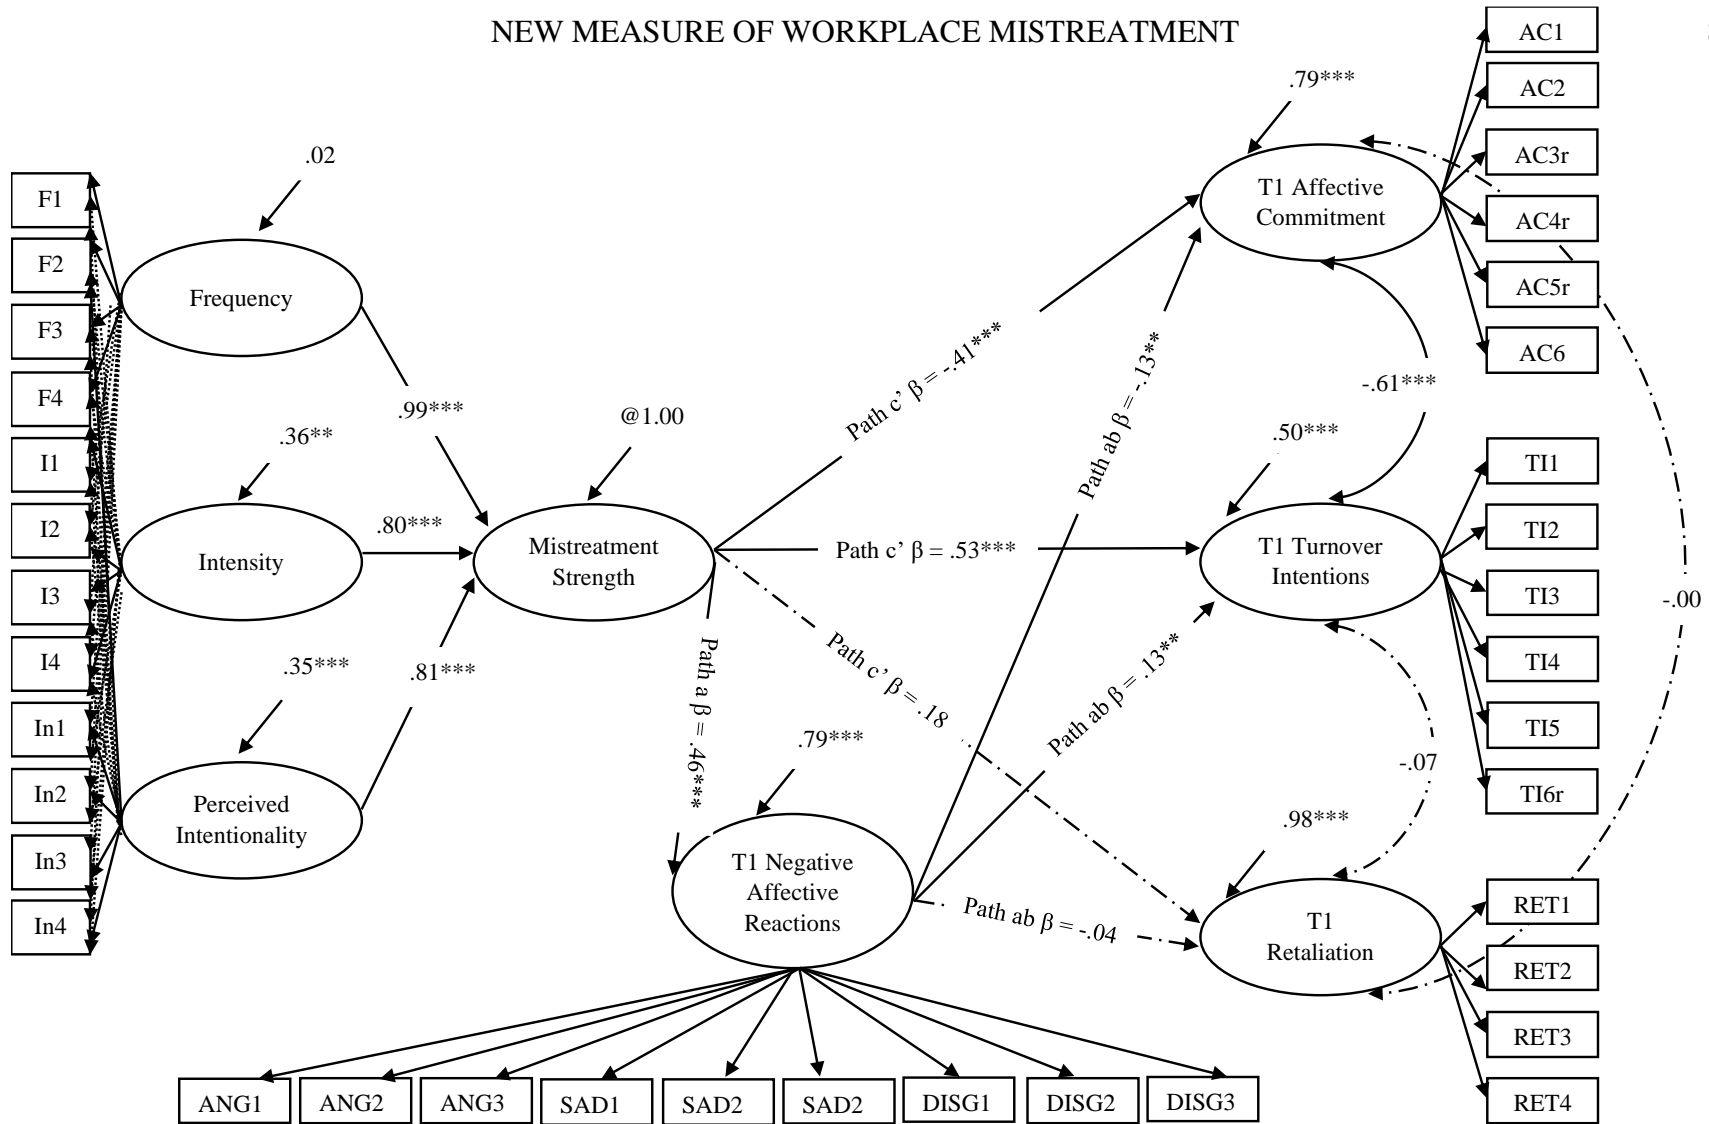 NEW MEASURE OF WORKPLACE MISTREATMENT
F1
F2
F3
F4
I1
I2
I3
I4
In1
In2
In3
In4
.02
Frequency
.36**
Intensity
.35***
Perceived
Intentionality
.99***
.80***
.81***
@1.00
Mistreatment
Strength
Path c’ β = -.41***
Path c’ β = .53***
Path c’ β = .18
Path a β = .46***
.79***
T1 Negative
Affective
Reactions
Path ab β = -.13**
Path ab β = .13**
Path ab β = -.04
.79***
T1 Affective
Commitment
-.61***
.50***
T1 Turnover
Intentions
-.07
.98***
T1
Retaliation
-.00
AC1
AC2
AC3r
AC4r
AC5r
AC6
TI1
TI2
TI3
TI4
TI5
TI6r
RET1
RET2
RET3
RET4
ANG1
ANG2
ANG3
SAD1
SAD2
SAD2
DISG1
DISG2
DISG3